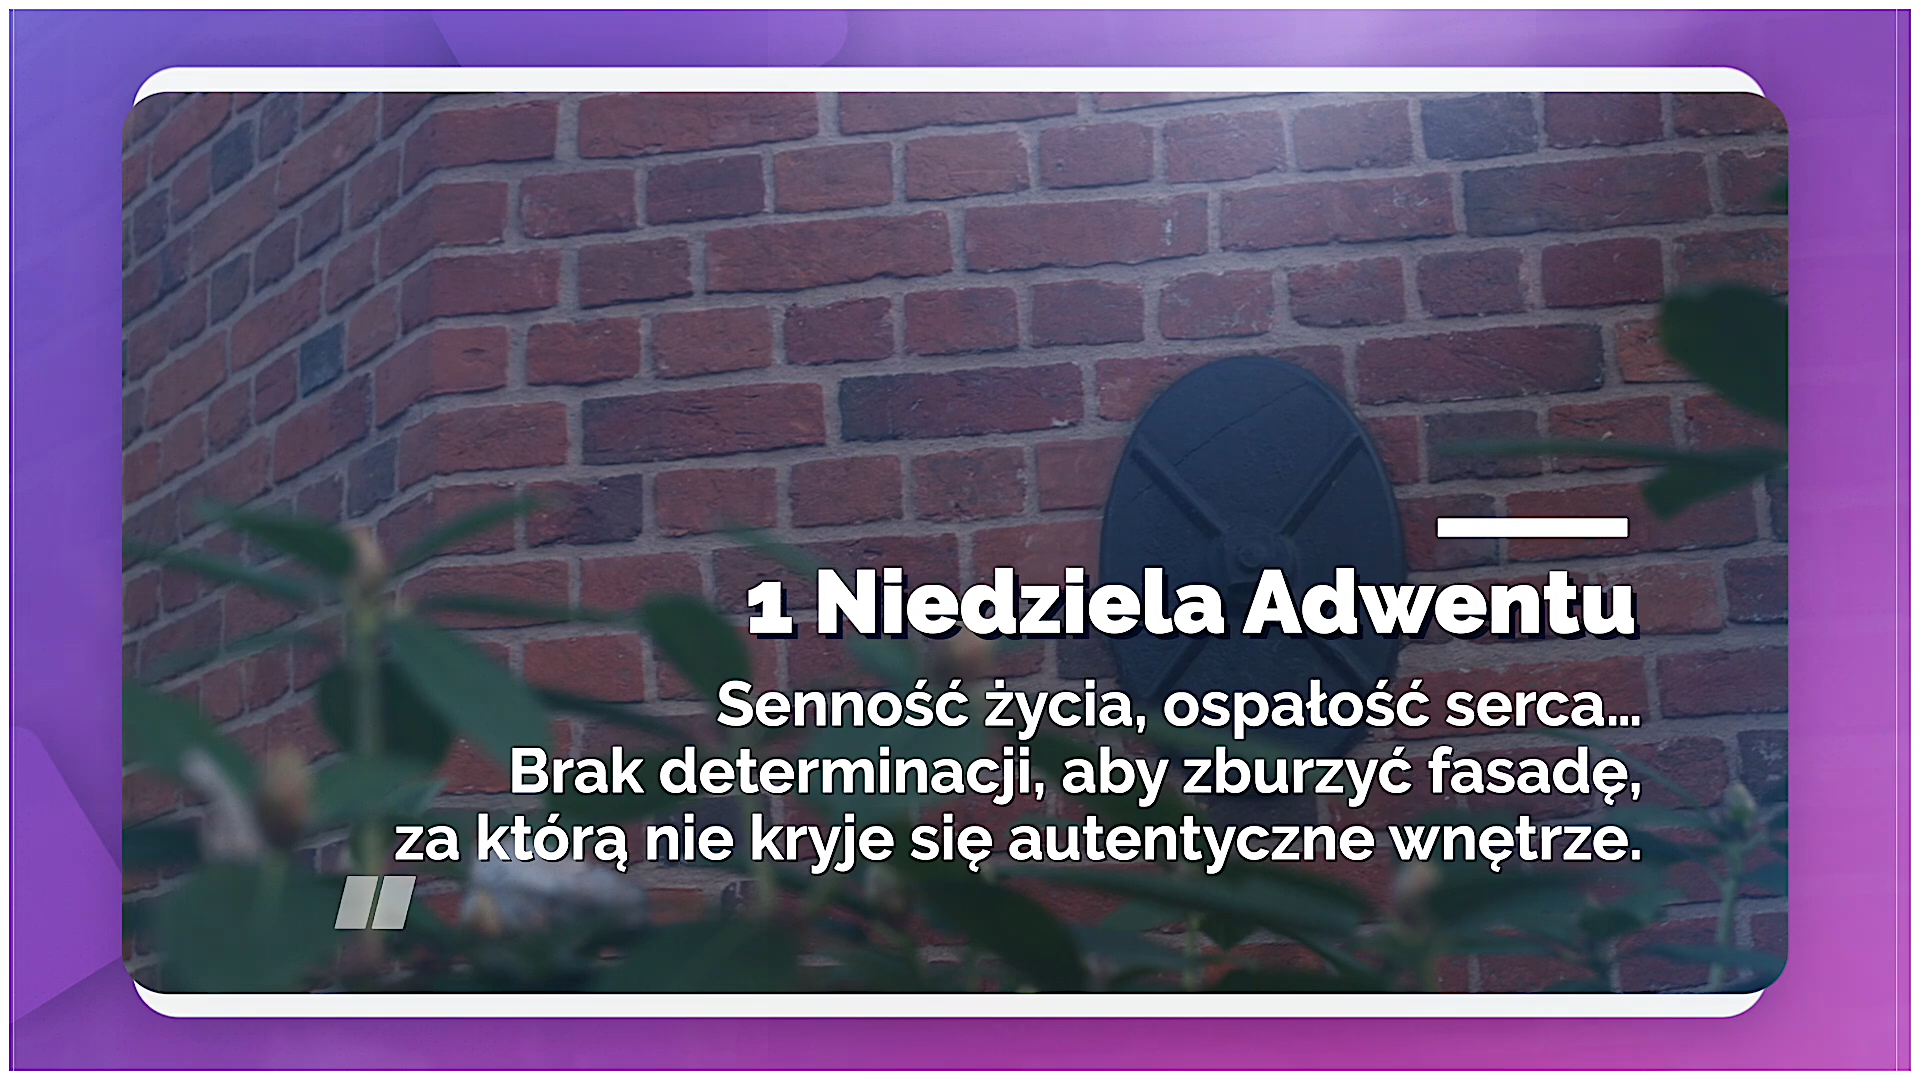 1 Niedziela Adwentu
Senność życia, ospałość serca...
Brak determinacji, aby zburzyć fasadę,
za którą nie kryje się autentyczne wnętrze.